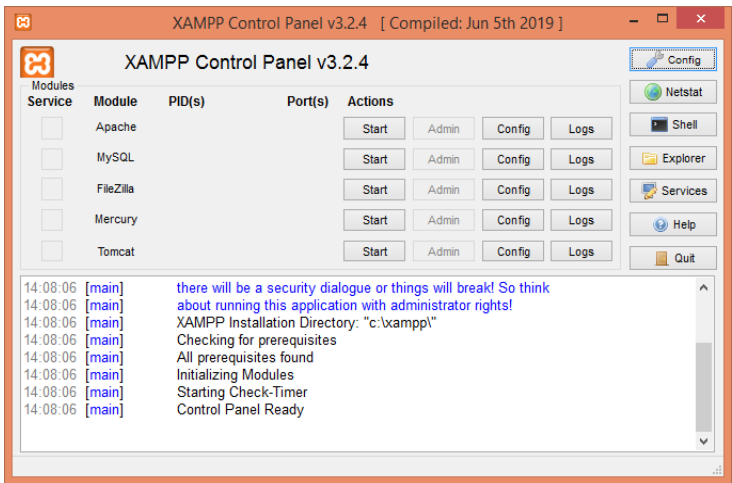 XAMPP Control Panel v3.2.4 [ Compiled: Jun 5th 2019 ]
XAMPP Control Panel v3.2.4
Config
Modules
Service Module PID(s) Port(s) Actions
Netstat
Apache Start Admin Config Logs
Shell
MySQL Start Admin Config Logs
Explorer
FileZilla Start Admin Config Logs
Services
Mercury Start Admin Config Logs
Help
Tomcat Start Admin Config Logs
Quit
14:08:06 [main] there will be a security dialogue or things will break! So think
14:08:06 [main] about running this application with administrator rights!
14:08:06 [main] XAMPP Installation Directory: "c:\xampp\"
14:08:06 [main] Checking for prerequisites
14:08:06 [main] All prerequisites found
14:08:06 [main] Initializing Modules
14:08:06 [main] Starting Check-Timer
14:08:06 [main] Control Panel Ready